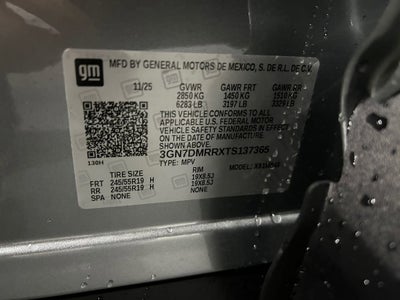 gm
MFD BY GENERAL MOTORS DE MEXICO, S. DE R.L. DE C.V.
11/25 GVWR GAWR FRT GAWR RR
2850 KG 1450 KG 1510 KG
6283 LB 3197 LB 3329 LB
THIS VEHICLE CONFORMS TO ALL
APPLICABLE U.S. FEDERAL MOTOR
VEHICLE SAFETY STANDARDS IN EFFECT
ON THE DATE OF MANUFACTURE
SHOWN ABOVE.
3GN7DMRRXTS137365
TYPE: MPV
130H
TIRE SIZE RIM
FRT 245/55R19 H 19X8.5J
RR 245/55R19 H 19X8.5J
SPA NONE NONE